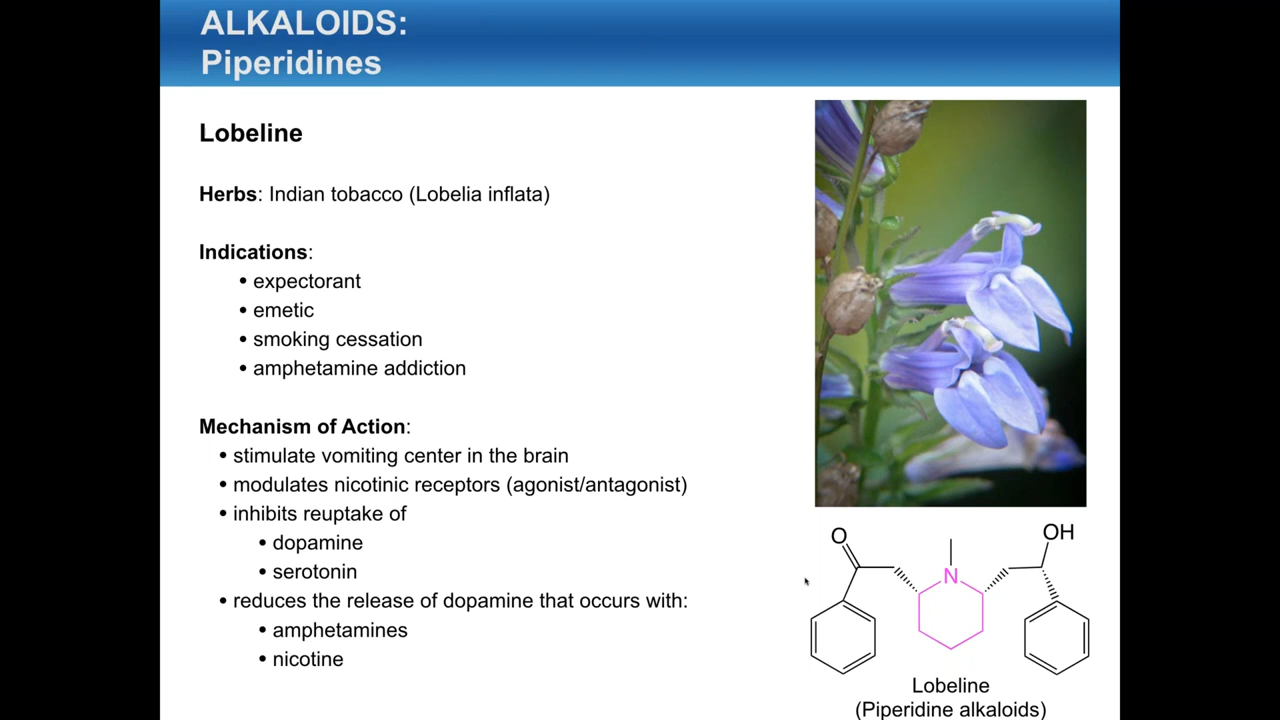 ALKALOIDS:
Piperidines
Lobeline
Herbs: Indian tobacco (Lobelia inflata)
Indications:
• expectorant
• emetic
• smoking cessation
• amphetamine addiction
Mechanism of Action:
• stimulate vomiting center in the brain
• modulates nicotinic receptors (agonist/antagonist)
• inhibits reuptake of
• dopamine
• serotonin
• reduces the release of dopamine that occurs with:
• amphetamines
• nicotine
O
OH
N
Lobeline
(Piperidine alkaloids)